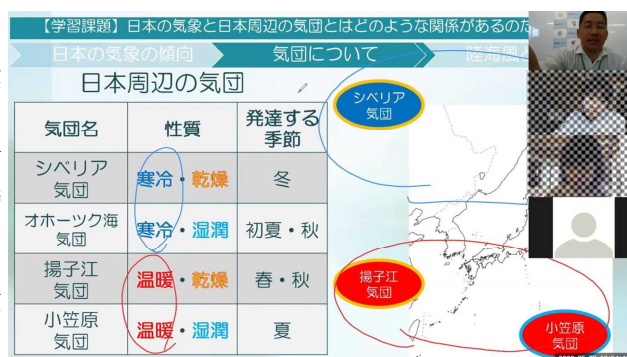 【学習課題】日本の気象と日本周辺の気団とはどのような関係があるのだ
日本の気象の傾向
気団について
陸海風
日本周辺の気団
気団名
性質
発達する
季節
シベリア
気団
寒冷・乾燥
冬
オホーツク海
気団
寒冷・湿潤
初夏・秋
揚子江
気団
温暖・乾燥
春・秋
小笠原
気団
温暖・湿潤
夏
シベリア
気団
揚子江
気団
小笠原
気団